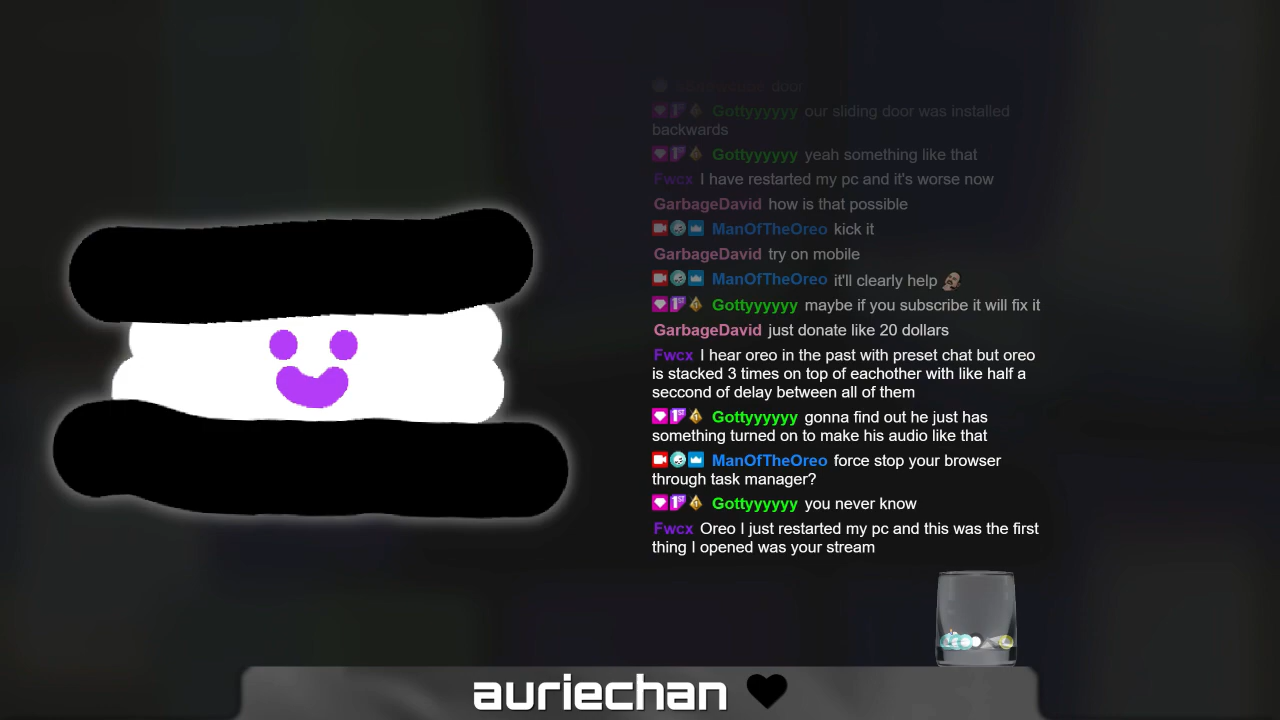 door
Gottyyyyyy our sliding door was installed
backwards
Gottyyyyyy yeah something like that
Fwcx I have restarted my pc and it's worse now
GarbageDavid how is that possible
ManOfTheOreo kick it
GarbageDavid try on mobile
ManOfTheOreo it'll clearly help
Gottyyyyyy maybe if you subscribe it will fix it
GarbageDavid just donate like 20 dollars
Fwcx I hear oreo in the past with preset chat but oreo
is stacked 3 times on top of eachother with like half a
seccond of delay between all of them
Gottyyyyyy gonna find out he just has
something turned on to make his audio like that
ManOfTheOreo force stop your browser
through task manager?
Gottyyyyyy you never know
Fwcx Oreo I just restarted my pc and this was the first
thing I opened was your stream
auriechan